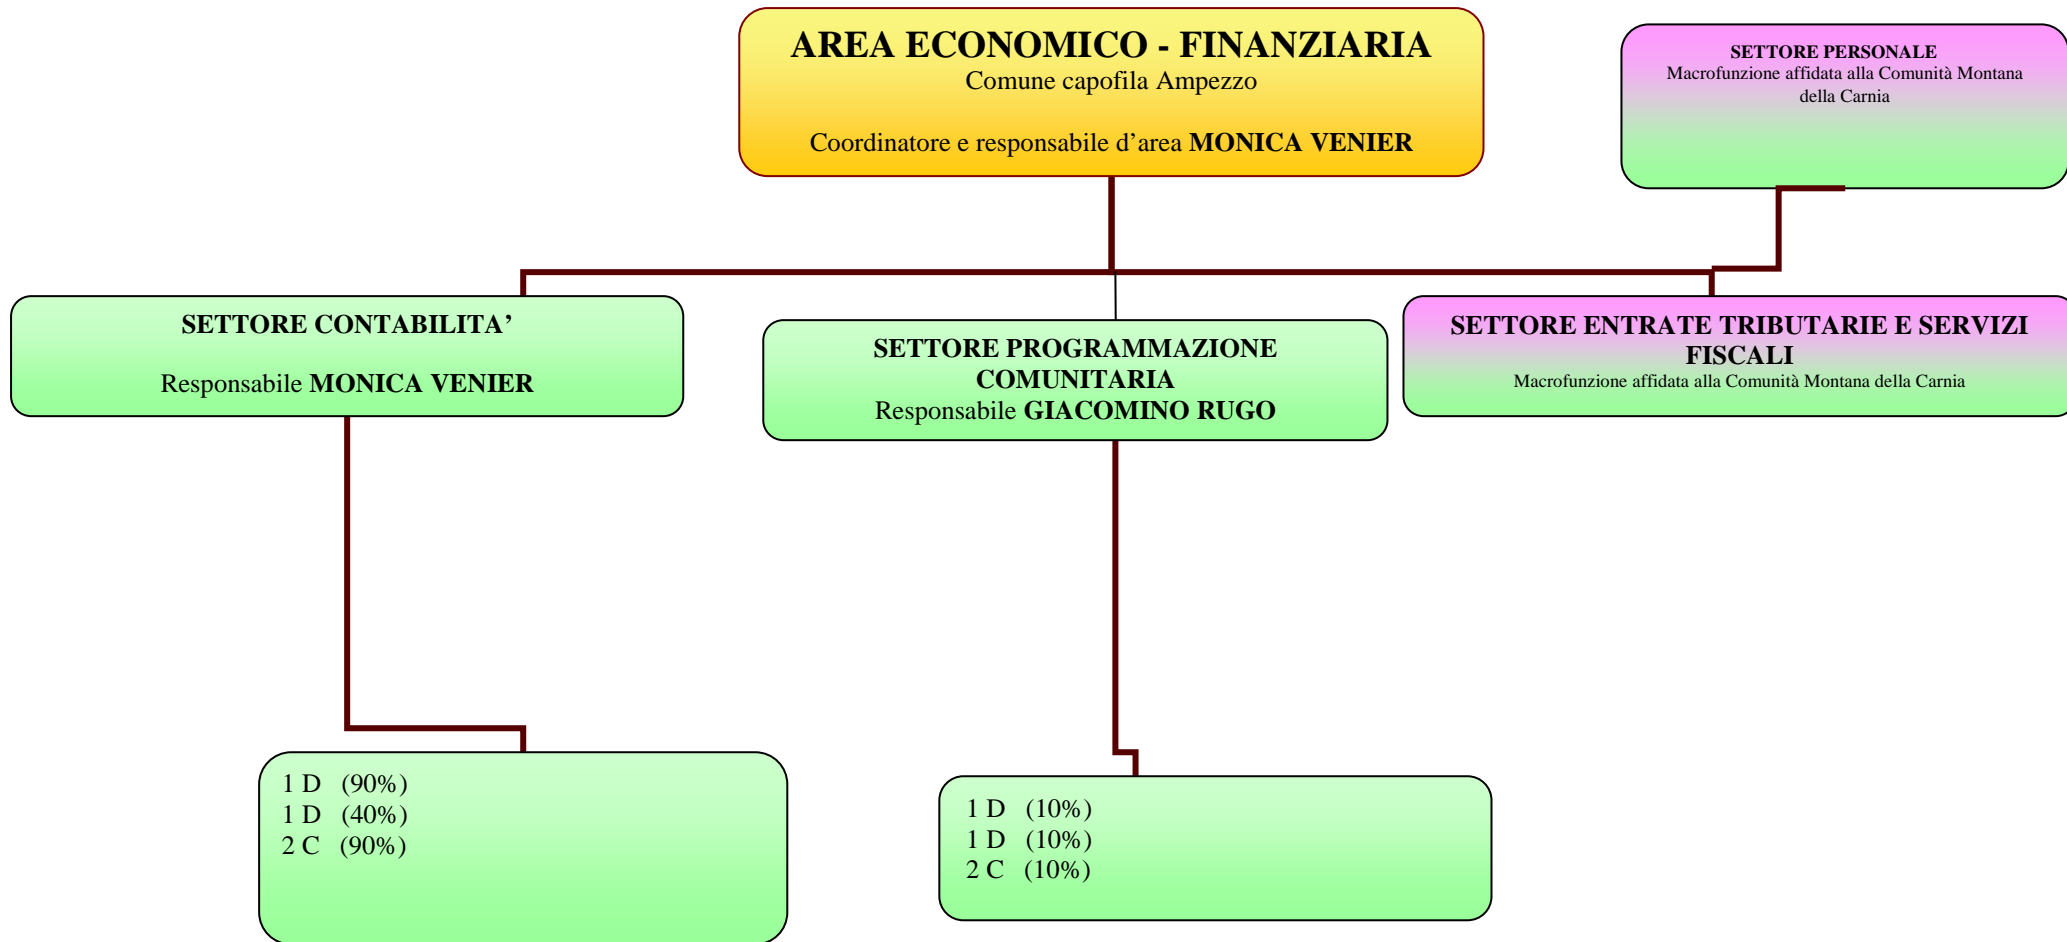 AREA ECONOMICO - FINANZIARIA
Comune capofila Ampezzo
Coordinatore e responsabile d’area MONICA VENIER
SETTORE PERSONALE
Macrofunzione affidata alla Comunità Montana
della Carnia
SETTORE CONTABILITA’
Responsabile MONICA VENIER
SETTORE PROGRAMMAZIONE
COMUNITARIA
Responsabile GIACOMINO RUGO
SETTORE ENTRATE TRIBUTARIE E SERVIZI
FISCALI
Macrofunzione affidata alla Comunità Montana della Carnia
1 D (90%)
1 D (40%)
2 C (90%)
1 D (10%)
1 D (10%)
2 C (10%)